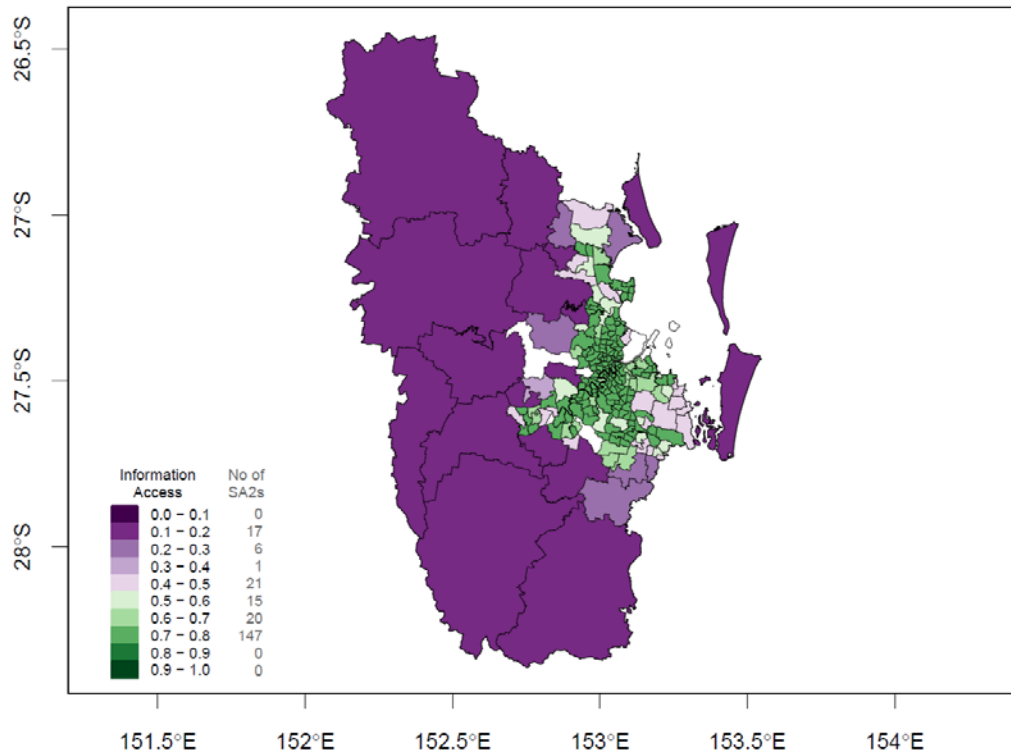 26.5°S
27°S
27.5°S
28°S
Information Access No of SA2s
0.0 – 0.1 0
0.1 – 0.2 17
0.2 – 0.3 6
0.3 – 0.4 1
0.4 – 0.5 21
0.5 – 0.6 15
0.6 – 0.7 20
0.7 – 0.8 147
0.8 – 0.9 0
0.9 – 1.0 0
151.5°E 152°E 152.5°E 153°E 153.5°E 154°E